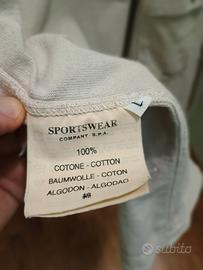 SPORTSWEAR
COMPANY S.P.A.
100%
COTONE - COTTON
BAUMWOLLE - COTON
ALGODON - ALGODAO
L
subito